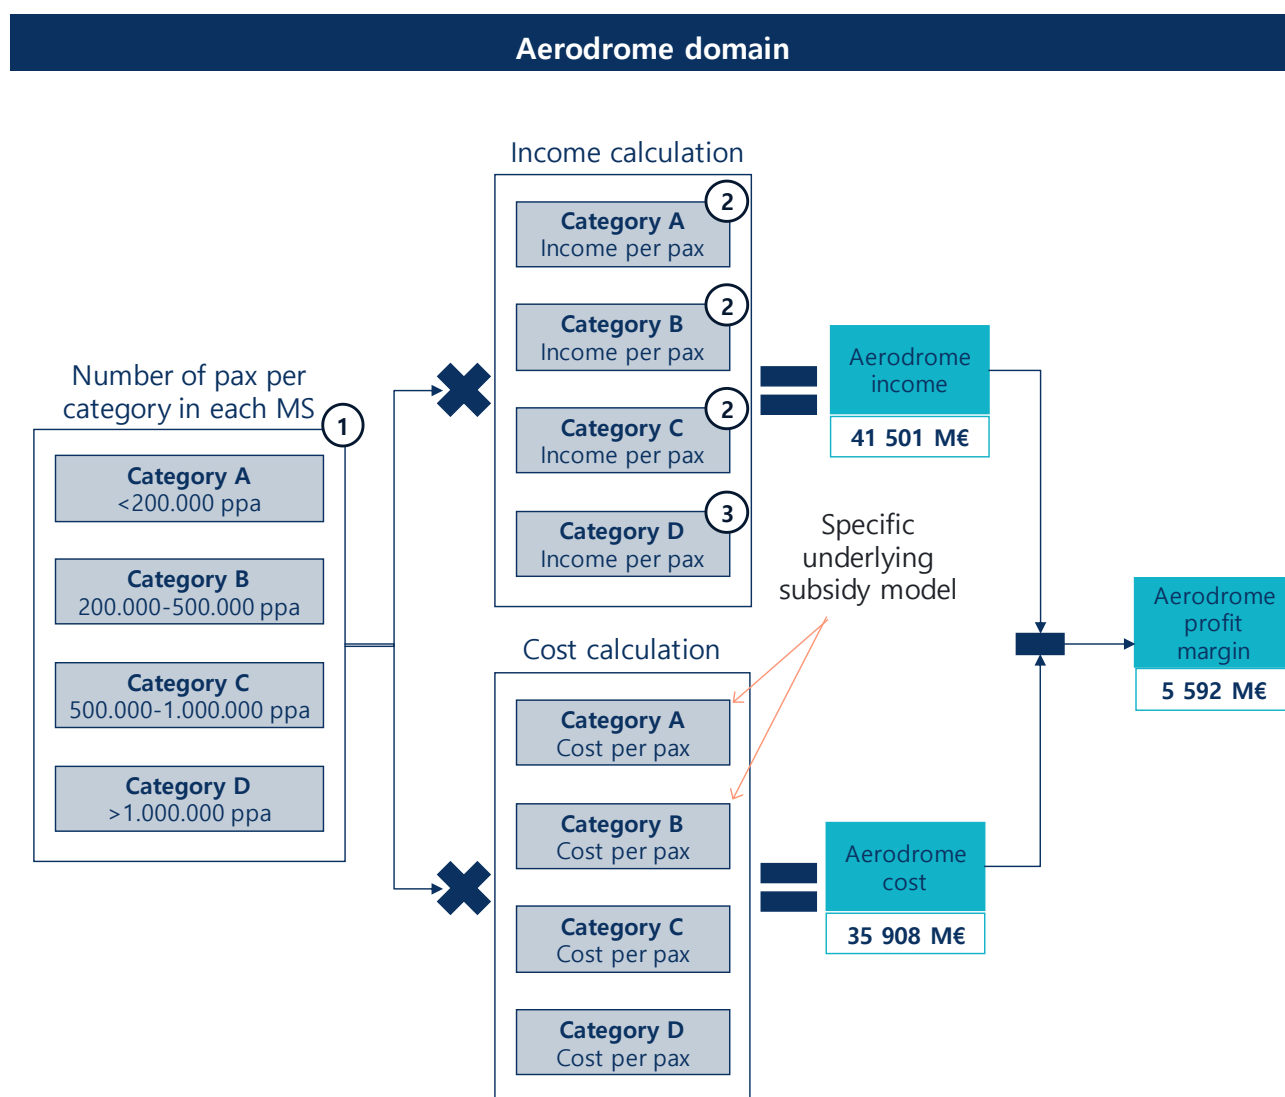 Aerodrome domain
Income calculation
2
Category A
Income per pax
2
Category B
Income per pax
2
Category C
Income per pax
3
Category D
Income per pax
Number of pax per
category in each MS
1
Category A
<200.000 ppa
Category B
200.000-500.000 ppa
Category C
500.000-1.000.000 ppa
Category D
>1.000.000 ppa
Aerodrome
income
41 501 M€
Specific
underlying
subsidy model
Cost calculation
Category A
Cost per pax
Category B
Cost per pax
Category C
Cost per pax
Category D
Cost per pax
Aerodrome
cost
35 908 M€
Aerodrome
profit
margin
5 592 M€